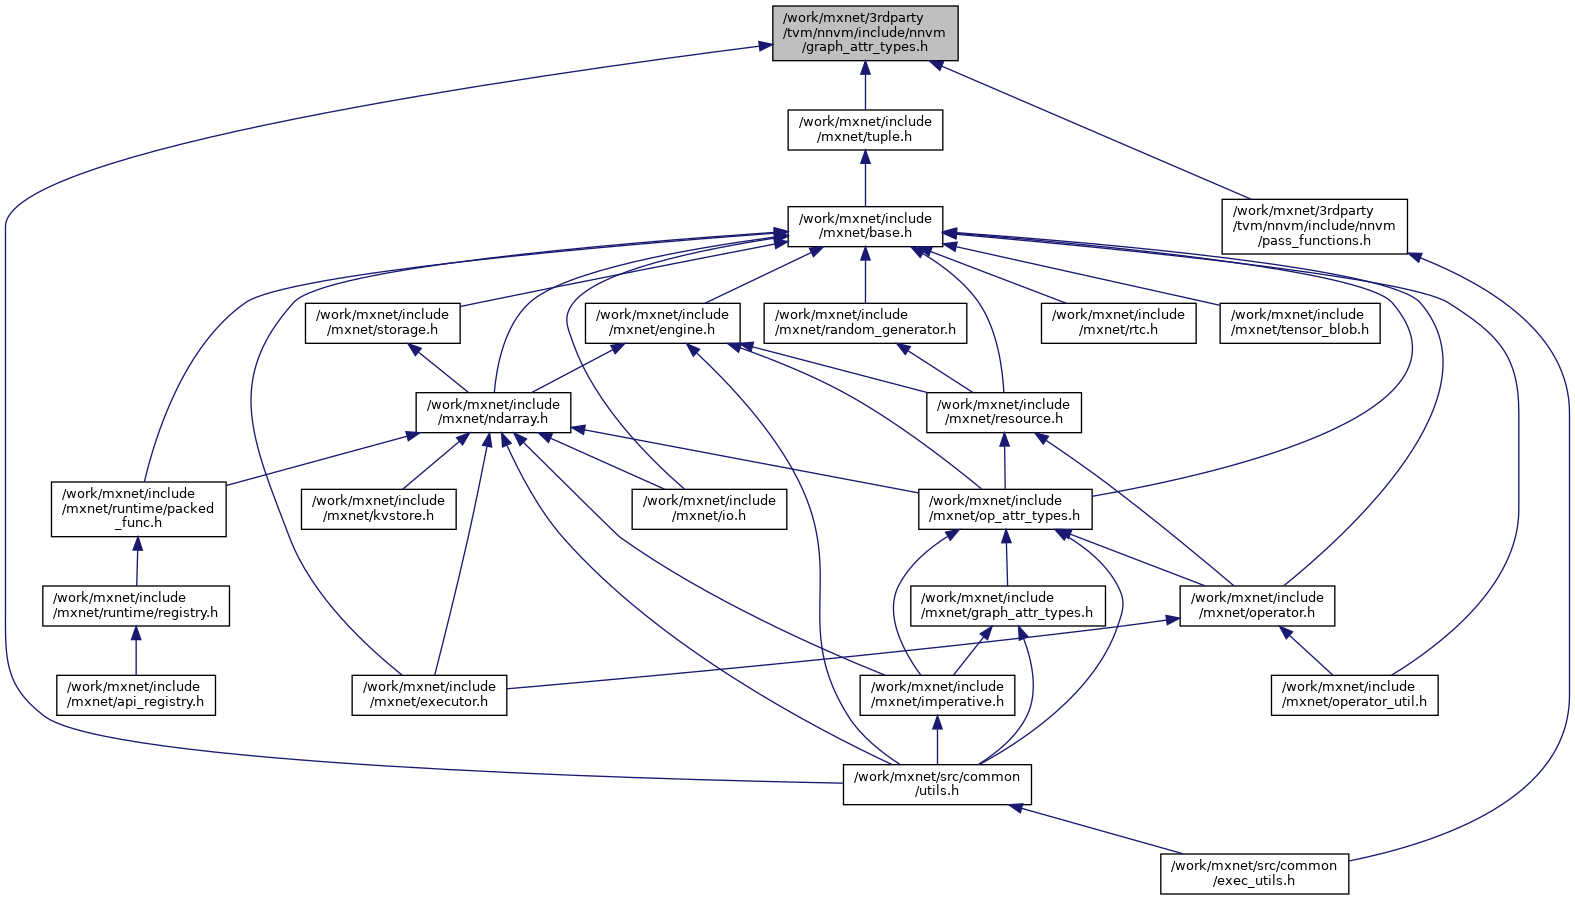 /work/mxnet/3rdparty
/tvm/nnvm/include/nnvm
/graph_attr_types.h
/work/mxnet/include
/mxnet/tuple.h
/work/mxnet/include
/mxnet/base.h
/work/mxnet/3rdparty
/tvm/nnvm/include/nnvm
/pass_functions.h
/work/mxnet/include
/mxnet/storage.h
/work/mxnet/include
/mxnet/engine.h
/work/mxnet/include
/mxnet/random_generator.h
/work/mxnet/include
/mxnet/rtc.h
/work/mxnet/include
/mxnet/tensor_blob.h
/work/mxnet/include
/mxnet/ndarray.h
/work/mxnet/include
/mxnet/resource.h
/work/mxnet/include
/mxnet/runtime/packed
_func.h
/work/mxnet/include
/mxnet/kvstore.h
/work/mxnet/include
/mxnet/io.h
/work/mxnet/include
/mxnet/op_attr_types.h
/work/mxnet/include
/mxnet/runtime/registry.h
/work/mxnet/include
/mxnet/graph_attr_types.h
/work/mxnet/include
/mxnet/operator.h
/work/mxnet/include
/mxnet/api_registry.h
/work/mxnet/include
/mxnet/executor.h
/work/mxnet/include
/mxnet/imperative.h
/work/mxnet/include
/mxnet/operator_util.h
/work/mxnet/src/common
/utils.h
/work/mxnet/src/common
/exec_utils.h